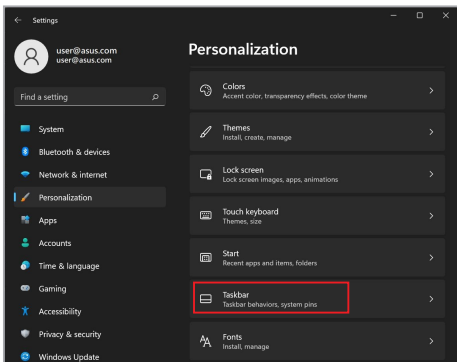 Settings
user@asus.com
user@asus.com
Find a setting
System
Bluetooth & devices
Network & internet
Personalization
Apps
Accounts
Time & language
Gaming
Accessibility
Privacy & security
Windows Update
Personalization
Colors
Accent color, transparency effects, color theme
Themes
Install, create, manage
Lock screen
Lock screen images, apps, animations
Touch keyboard
Themes, size
Start
Recent apps and items, folders
Taskbar
Taskbar behaviors, system pins
Fonts
Install, manage